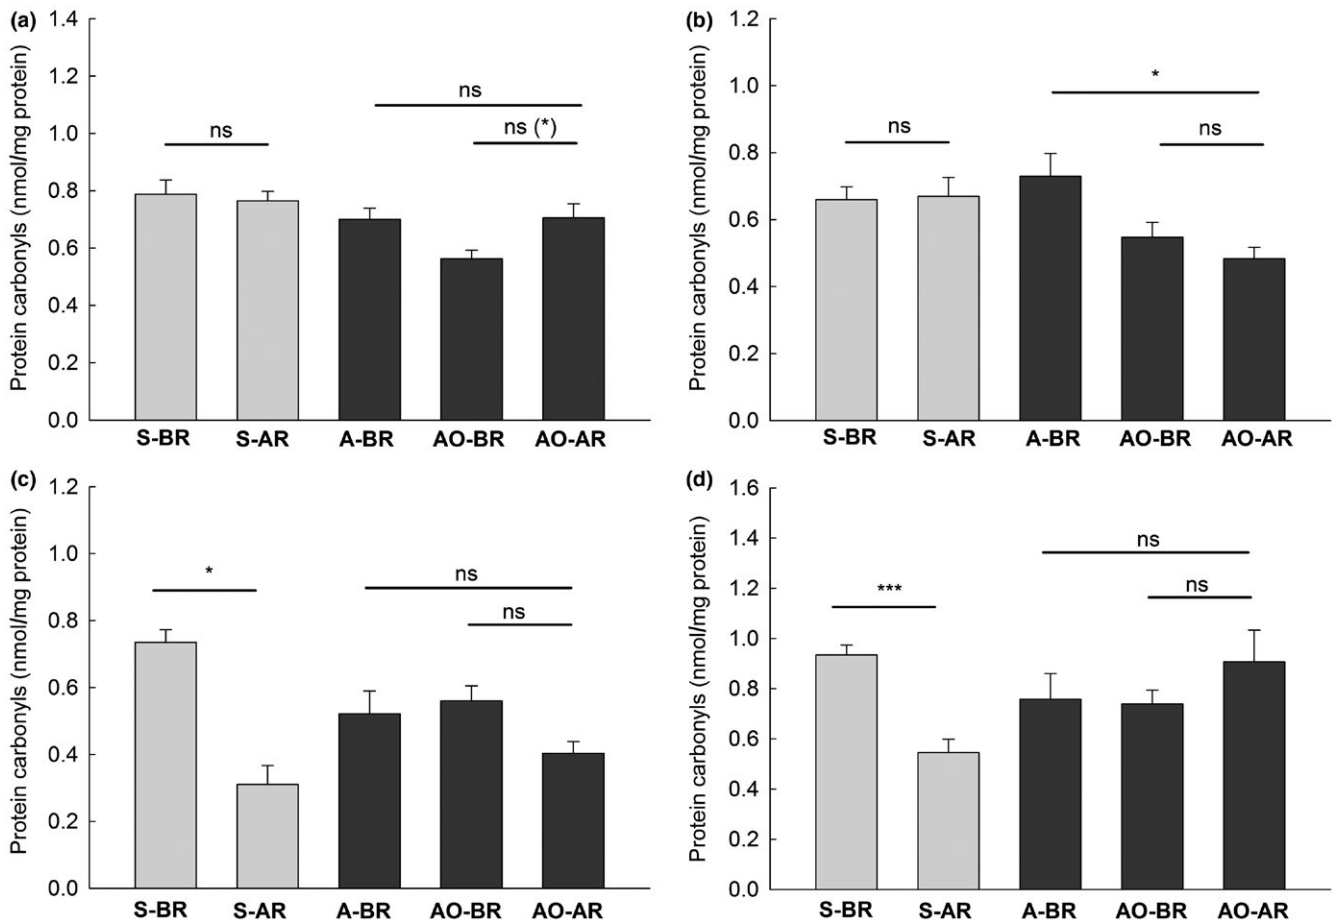 (a)
Protein carbonyls (nmol/mg protein)
1.4
1.2
1.0
0.8
0.6
0.4
0.2
0.0
ns
ns
ns (*)
S-BR S-AR A-BR AO-BR AO-AR
(b)
Protein carbonyls (nmol/mg protein)
1.2
1.0
0.8
0.6
0.4
0.2
0.0
*
ns
ns
S-BR S-AR A-BR AO-BR AO-AR
(c)
Protein carbonyls (nmol/mg protein)
1.2
1.0
0.8
0.6
0.4
0.2
0.0
*
ns
ns
S-BR S-AR A-BR AO-BR AO-AR
(d)
Protein carbonyls (nmol/mg protein)
1.6
1.4
1.2
1.0
0.8
0.6
0.4
0.2
0.0
ns
***
ns
S-BR S-AR A-BR AO-BR AO-AR